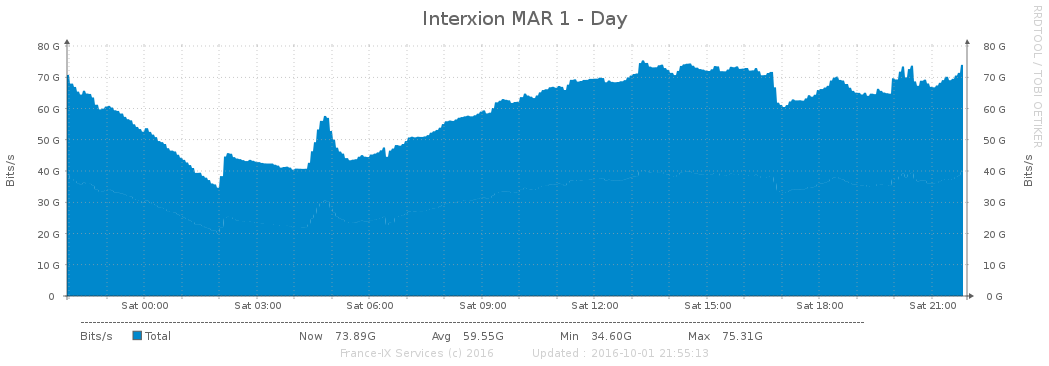 Interxion MAR 1 - Day
RRDTOOL / TOBI OETIKER
80 G 80 G
70 G 70 G
60 G 60 G
50 G 50 G
40 G 40 G
30 G 30 G
20 G 20 G
10 G 10 G
0 0 G
Bits/s Bits/s
Sat 00:00 Sat 03:00 Sat 06:00 Sat 09:00 Sat 12:00 Sat 15:00 Sat 18:00 Sat 21:00
Bits/s Total Now 73.89G Avg 59.55G Min 34.60G Max 75.31G
France-IX Services (c) 2016 Updated : 2016-10-01 21:55:13